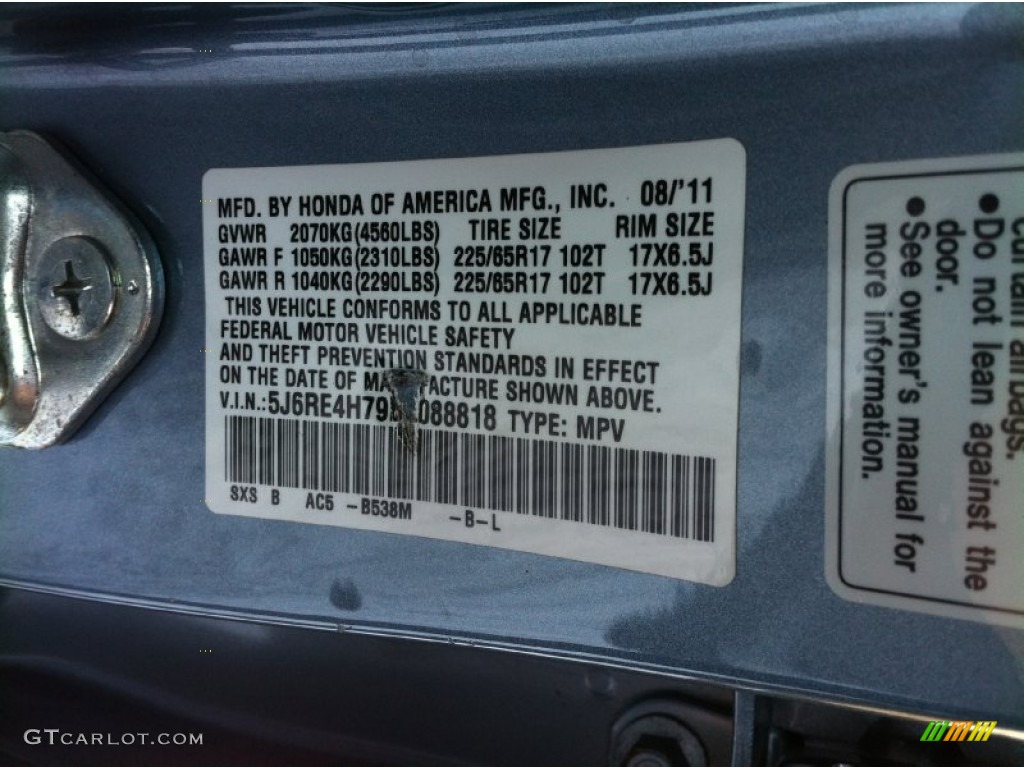 MFD. BY HONDA OF AMERICA MFG., INC. 08/'11
GVWR 2070KG(4560LBS) TIRE SIZE RIM SIZE
GAWR F 1050KG(2310LBS) 225/65R17 102T 17X6.5J
GAWR R 1040KG(2290LBS) 225/65R17 102T 17X6.5J
THIS VEHICLE CONFORMS TO ALL APPLICABLE
FEDERAL MOTOR VEHICLE SAFETY
AND THEFT PREVENTION STANDARDS IN EFFECT
ON THE DATE OF MANUFACTURE SHOWN ABOVE.
V.I.N.: TYPE: MPV
SXS B AC5 -B538M -B-L
curtain airbags.
●Do not lean against the
door.
●See owner's manual for
more information.
GTCARLOT.COM